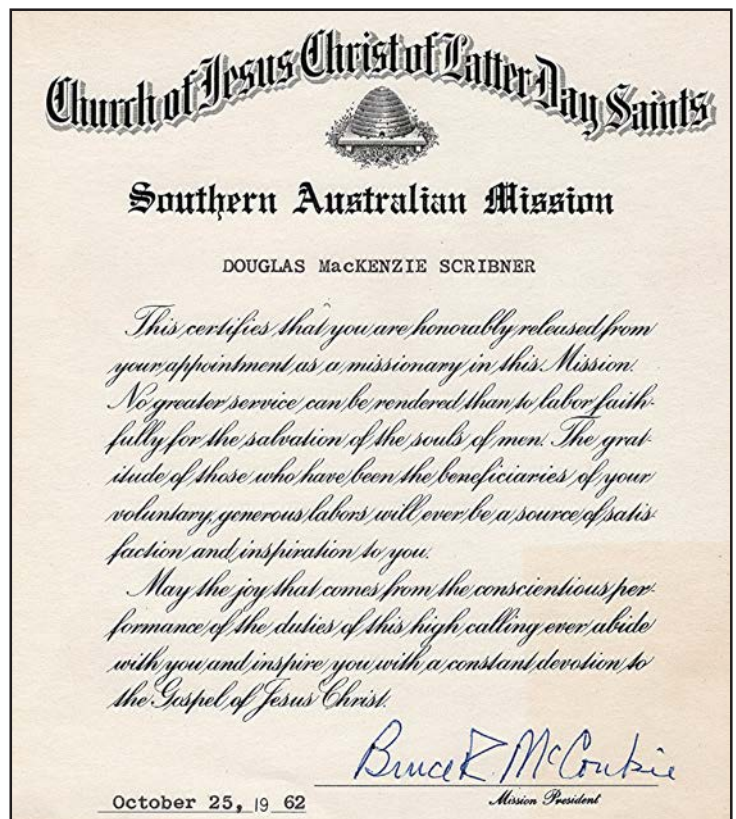 Church of Jesus Christ of Latter Day Saints
Southern Australian Mission
DOUGLAS MacKENZIE SCRIBNER
This certifies that you are honorably released from
your appointment as a missionary in this Mission.
No greater service can be rendered than to labor faith-
fully for the salvation of the souls of men. The grat-
itude of those who have been the beneficiaries of your
voluntary, generous labors will ever be a source of satis-
faction and inspiration to you.
May the joy that comes from the conscientious per-
formance of the duties of this high calling ever abide
with you and inspire you with a constant devotion to
the Gospel of Jesus Christ.
Bruce R. McConkie
October 25, 19 62
Mission President